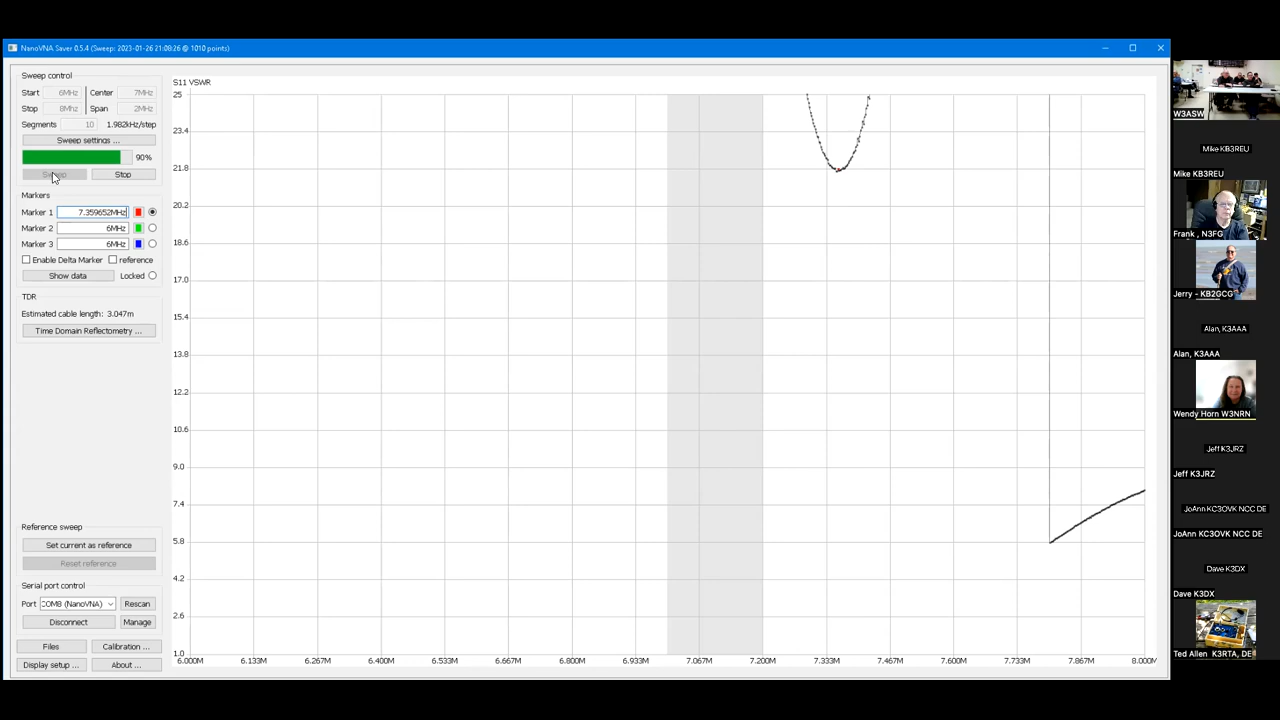 NanoVNA Saver 0.5.4 (Sweep: 2023-01-26 21:08:26 @ 1010 points)
Sweep control
Start 6MHz Center 7MHz
Stop 8MHz Span 2MHz
Segments 10 1.982kHz/step
Sweep settings ...
90%
Sweep Stop
Markers
Marker 1 7.359652MHz
Marker 2 6MHz
Marker 3 6MHz
Enable Delta Marker reference
Show data Locked
TDR
Estimated cable length: 3.047m
Time Domain Reflectometry ...
Reference sweep
Set current as reference
Reset reference
Serial port control
Port COM8 (NanoVNA) Rescan
Disconnect Manage
Files Calibration ...
Display setup ... About ...
S11 VSWR
25
23.4
21.8
20.2
18.6
17.0
15.4
13.8
12.2
10.6
9.0
7.4
5.8
4.2
2.6
1.0
6.000M 6.133M 6.267M 6.400M 6.533M 6.667M 6.800M 6.933M 7.067M 7.200M 7.333M 7.467M 7.600M 7.733M 7.867M 8.000M
W3ASW
Mike KB3REU
Mike KB3REU
Frank , N3FG
Jerry - KB2GCG
Alan, K3AAA
Alan, K3AAA
Wendy Horn W3NRN
Jeff K3JRZ
Jeff K3JRZ
JoAnn KC3OVK NCC DE
JoAnn KC3OVK NCC DE
Dave K3DX
Dave K3DX
Ted Allen K3RTA, DE